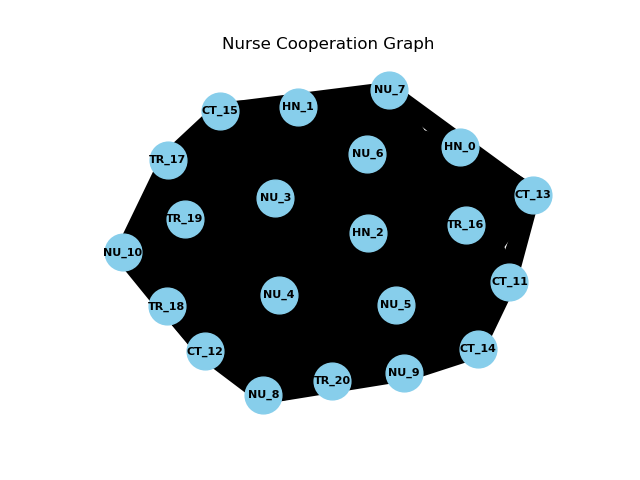 Nurse Cooperation Graph
NU_7
HN_1
CT_15
HN_0
NU_6
TR_17
CT_13
NU_3
TR_19
TR_16
HN_2
NU_10
CT_11
NU_4
NU_5
TR_18
CT_14
CT_12
NU_9
TR_20
NU_8